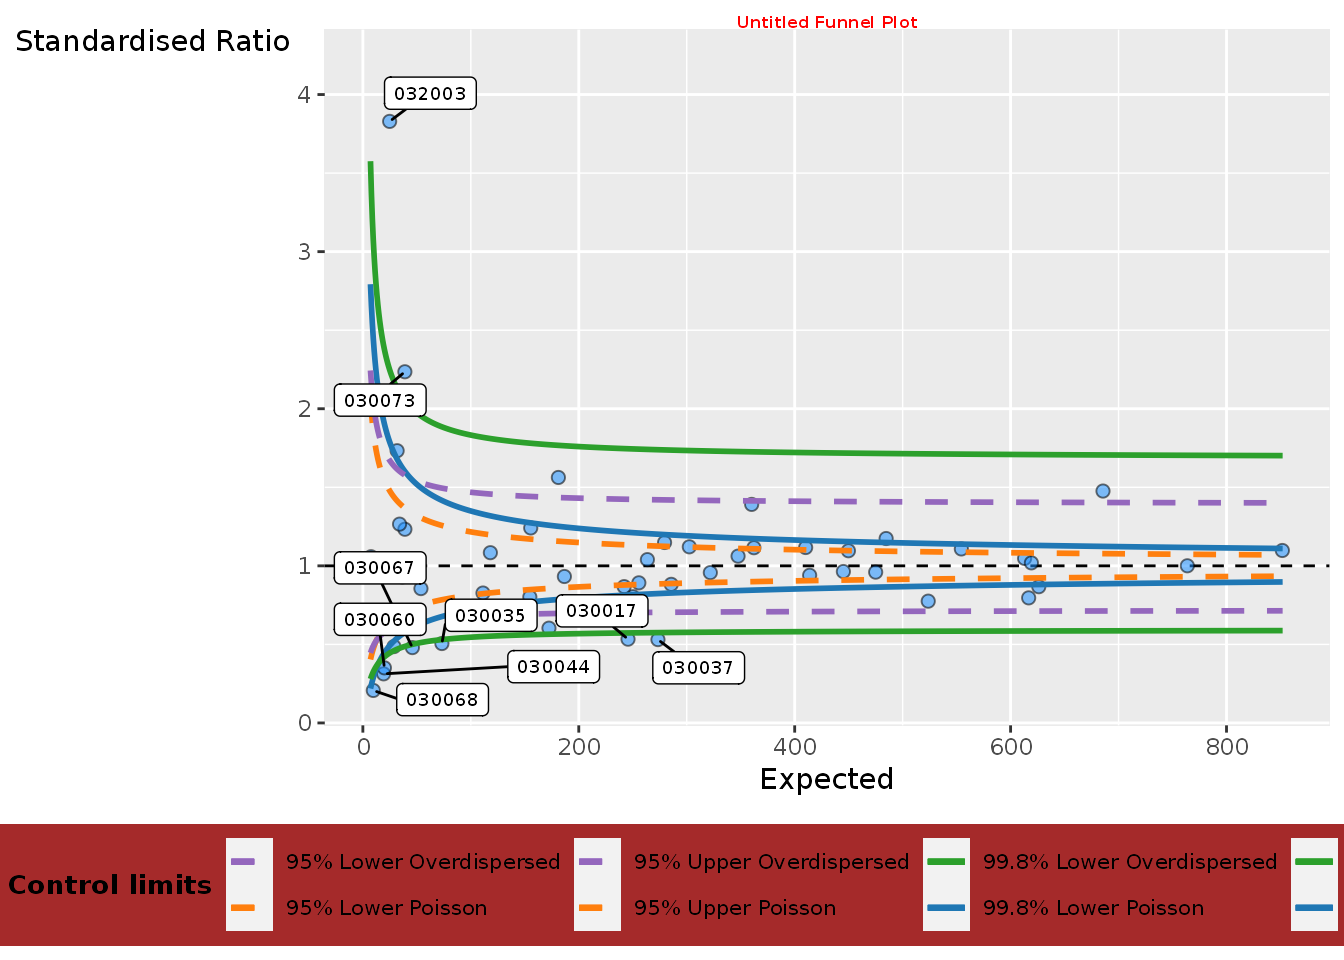 Untitled Funnel Plot
Standardised Ratio
4
3
2
1
0
032003
030073
030067
030060
030035
030017
030044
030037
030068
0 200 400 600 800
Expected
Control limits
95% Lower Overdispersed 95% Upper Overdispersed 99.8% Lower Overdispersed
95% Lower Poisson 95% Upper Poisson 99.8% Lower Poisson